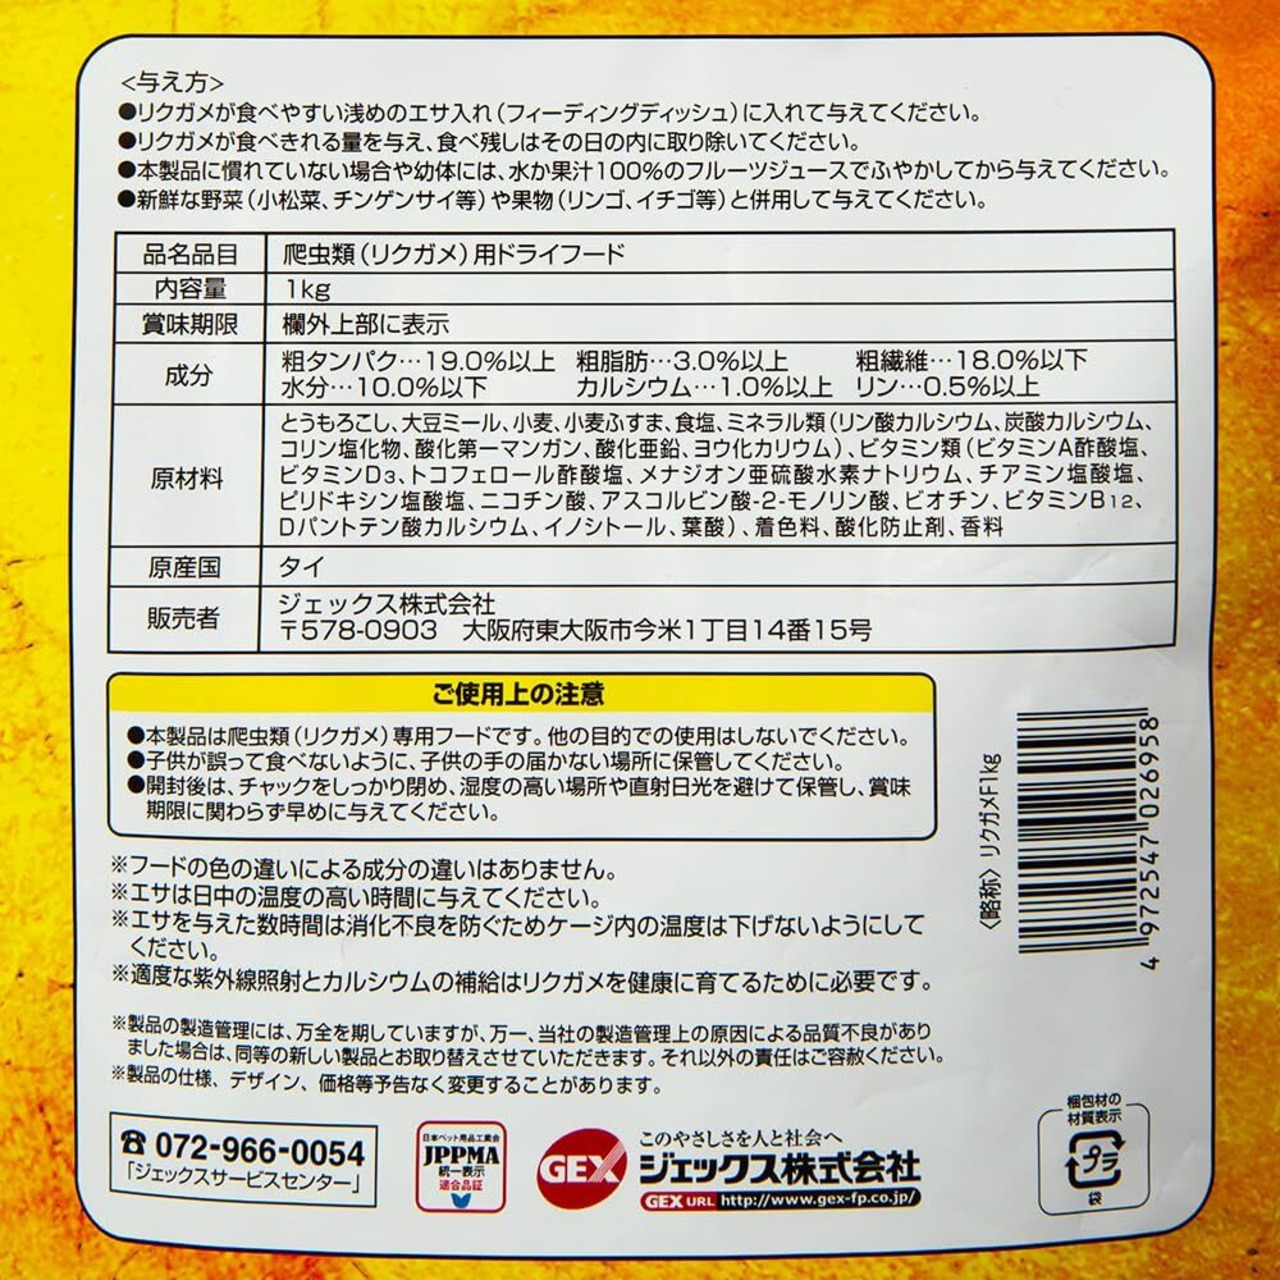 <与え方>
●リクガメが食べやすい浅めのエサ入れ(フィーディングディッシュ)に入れて与えてください。
●リクガメが食べきれる量を与え、食べ残しはその日の内に取り除いてください。
●本製品に慣れていない場合や幼体には、水か果汁100%のフルーツジュースでふやかしてから与えてください。
●新鮮な野菜(小松菜、チンゲンサイ等)や果物(リンゴ、イチゴ等)と併用して与えてください。
品名品目 爬虫類(リクガメ)用ドライフード
内容量 1kg
賞味期限 欄外上部に表示
成分 粗タンパク…19.0%以上 粗脂肪…3.0%以上 粗繊維…18.0%以下
水分…10.0%以下 カルシウム…1.0%以上 リン…0.5%以上
原材料 とうもろこし、大豆ミール、小麦、小麦ふすま、食塩、ミネラル類(リン酸カルシウム、炭酸カルシウム、
コリン塩化物、酸化第一マンガン、酸化亜鉛、ヨウ化カリウム)、ビタミン類(ビタミンA酢酸塩、
ビタミンD3、トコフェロール酢酸塩、メナジオン亜硫酸水素ナトリウム、チアミン塩酸塩、
ピリドキシン塩酸塩、ニコチン酸、アスコルビン酸-2-モノリン酸、ビオチン、ビタミンB12、
Dパントテン酸カルシウム、イノシトール、葉酸)、着色料、酸化防止剤、香料
原産国 タイ
販売者 ジェックス株式会社
〒578-0903 大阪府東大阪市今米1丁目14番15号
ご使用上の注意
●本製品は爬虫類(リクガメ)専用フードです。他の目的での使用はしないでください。
●子供が誤って食べないように、子供の手の届かない場所に保管してください。
●開封後は、チャックをしっかり閉め、湿度の高い場所や直射日光を避けて保管し、賞味
期限に関わらず早めに与えてください。
<略称> リクガメF1kg
4 972547 026958
※フードの色の違いによる成分の違いはありません。
※エサは日中の温度の高い時間に与えてください。
※エサを与えた数時間は消化不良を防ぐためケージ内の温度は下げないようにして
ください。
※適度な紫外線照射とカルシウムの補給はリクガメを健康に育てるために必要です。
※製品の製造管理には、万全を期していますが、万一、当社の製造管理上の原因による品質不良があり
ました場合は、同等の新しい製品とお取り替えさせていただきます。それ以外の責任はご容赦ください。
※製品の仕様、デザイン、価格等予告なく変更することがあります。
☎072-966-0054
「ジェックスサービスセンター」
日本ペット用品工業会
JPPMA
統一表示
適合品証
GEX
このやさしさを人と社会へ
ジェックス株式会社
GEX URL http://www.gex-fp.co.jp/
梱包材の
材質表示
プラ
袋